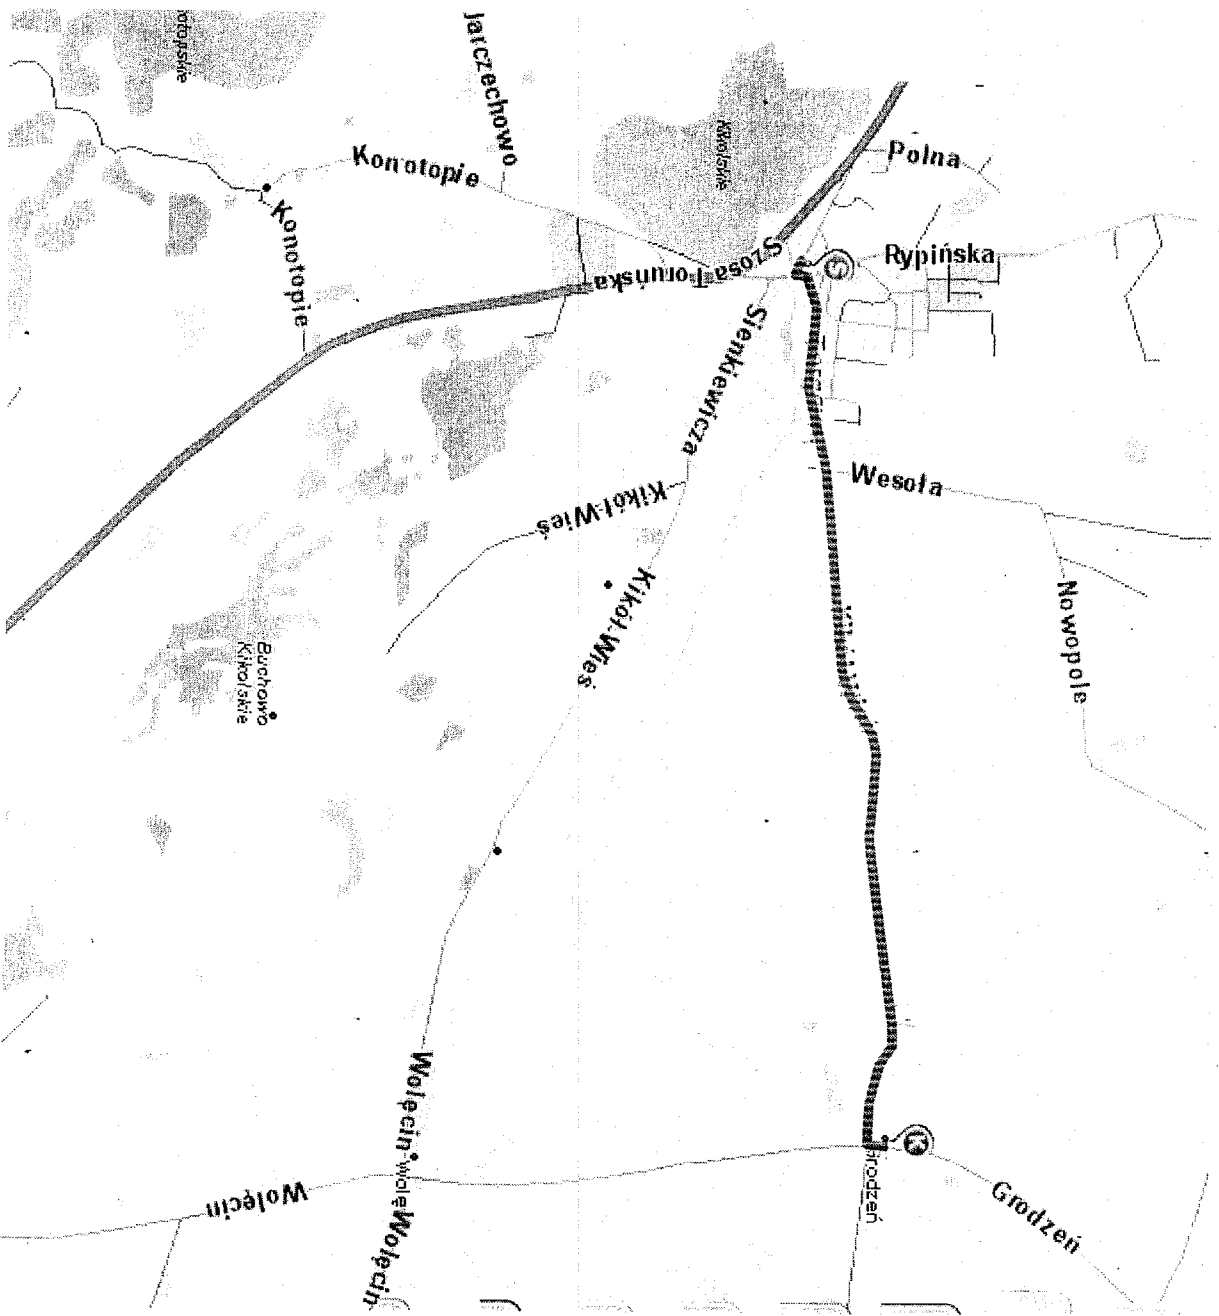 Jarczechowo
Konotopie
Kikolskie
Polna
Konotopie
Szosa Toruńska
Rypińska
Sienkiewicza
Kikół-Wieś
Wesoła
Kikół-Wieś
Nowopole
Buchowo
Kikolskie
Wolęcin
Wolęcin
Wolęcin
K
Grodzeń
Grodzeń